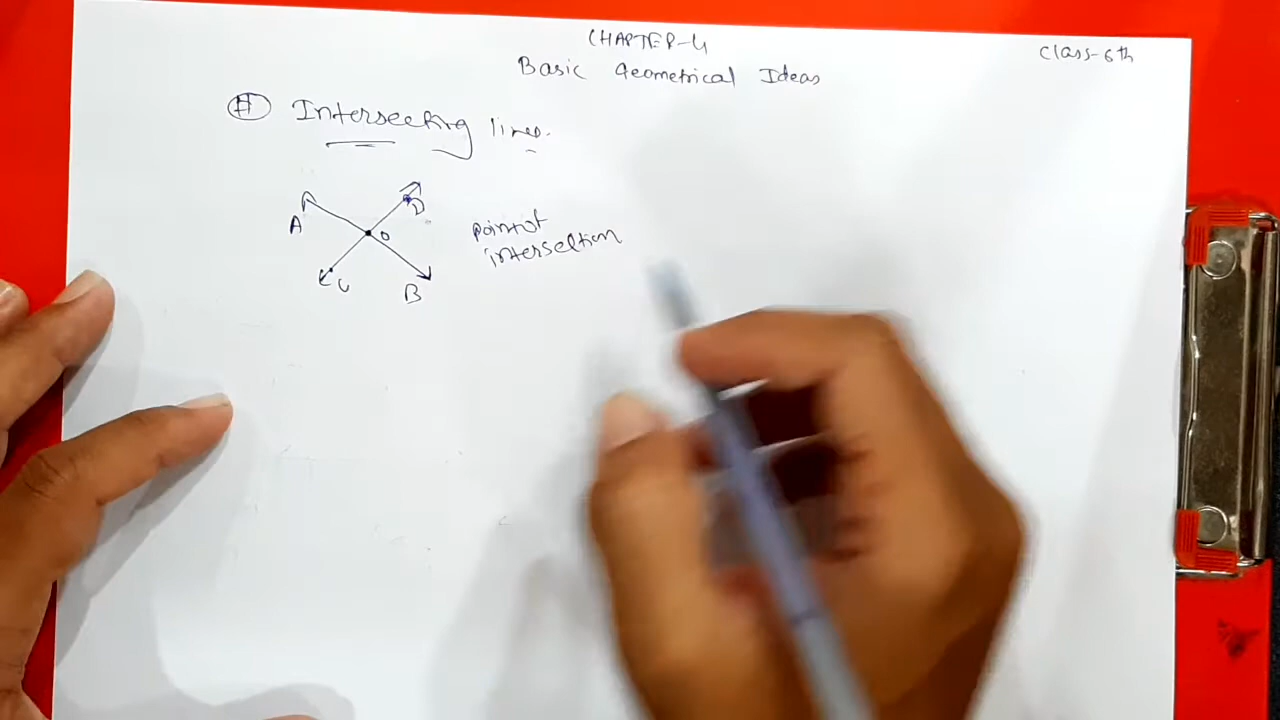 CHAPTER-4
Class-6th
Basic Geometrical Ideas
# Intersecting lines.
A
D
O
C
B
point of
intersection